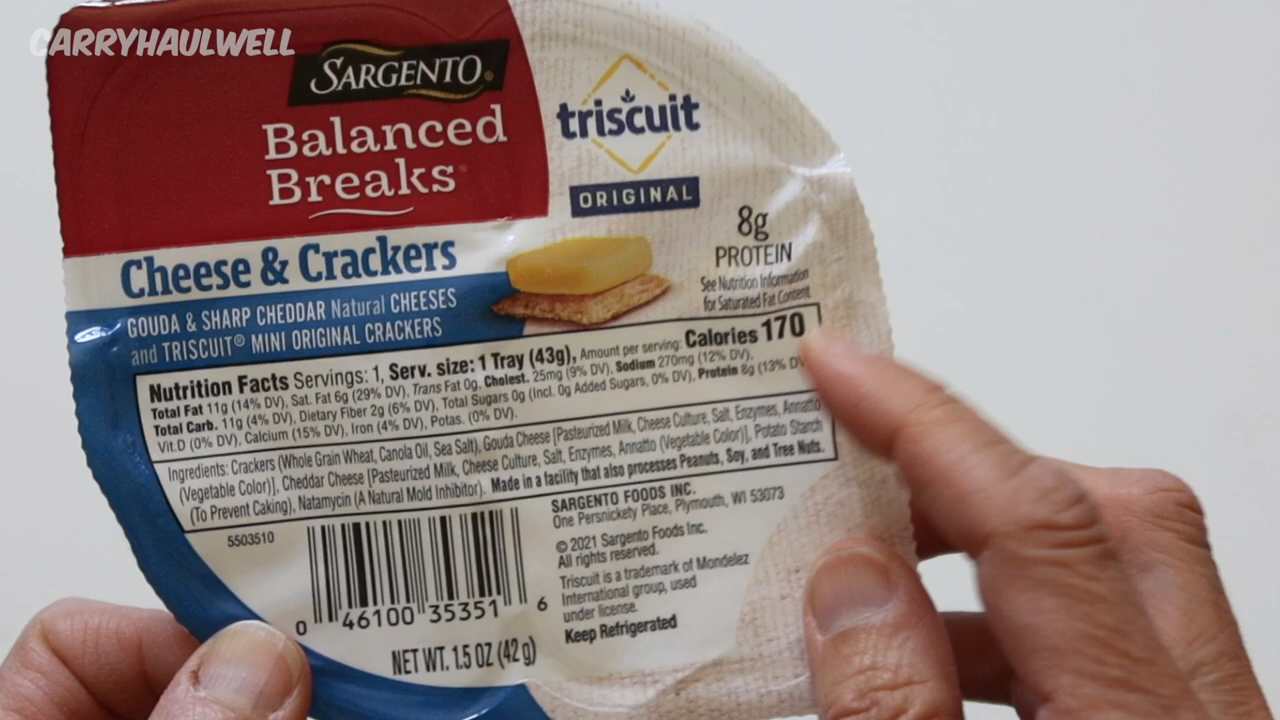 CARRYHAULWELL
SARGENTO®
Balanced
Breaks®
triscuit
ORIGINAL
8g
PROTEIN
See Nutrition Information
for Saturated Fat Content
Cheese & Crackers
GOUDA & SHARP CHEDDAR Natural CHEESES
and TRISCUIT® MINI ORIGINAL CRACKERS
Nutrition Facts Servings: 1, Serv. size: 1 Tray (43g), Amount per serving: Calories 170
Total Fat 11g (14% DV), Sat. Fat 6g (29% DV), Trans Fat 0g, Cholest. 25mg (9% DV), Sodium 270mg (12% DV),
Total Carb. 11g (4% DV), Dietary Fiber 2g (6% DV), Total Sugars 0g (Incl. 0g Added Sugars, 0% DV), Protein 8g (13% DV
Vit.D (0% DV), Calcium (15% DV), Iron (4% DV), Potas. (0% DV).
Ingredients: Crackers (Whole Grain Wheat, Canola Oil, Sea Salt), Gouda Cheese [Pasteurized Milk, Cheese Culture, Salt, Enzymes, Annatto
(Vegetable Color)], Cheddar Cheese [Pasteurized Milk, Cheese Culture, Salt, Enzymes, Annatto (Vegetable Color)], Potato Starch
(To Prevent Caking), Natamycin (A Natural Mold Inhibitor). Made in a facility that also processes Peanuts, Soy, and Tree Nuts.
5503510
0 46100 35351 6
NET WT. 1.5 OZ (42 g)
SARGENTO FOODS INC.
One Persnickety Place, Plymouth, WI 53073
© 2021 Sargento Foods Inc.
All rights reserved.
Triscuit is a trademark of Mondelez
International group, used
under license.
Keep Refrigerated